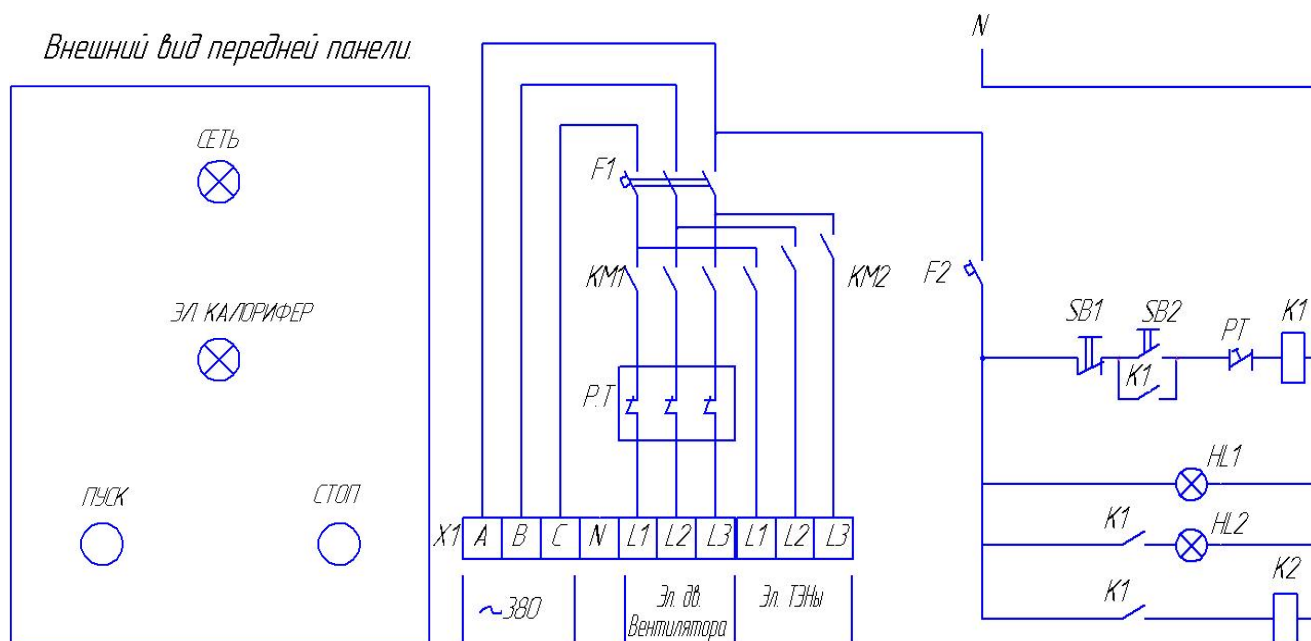 Внешний вид передней панели.
СЕТЬ
ЭЛ. КАЛОРИФЕР
ПУСК
СТОП
F1
KM1
KM2
Р.Т
X1 A B C N L1 L2 L3 L1 L2 L3
~380
Эл. дв.
Вентилятора
Эл. ТЭНы
N
F2
SB1
SB2
РТ
K1
K1
HL1
K1
HL2
K1
K2